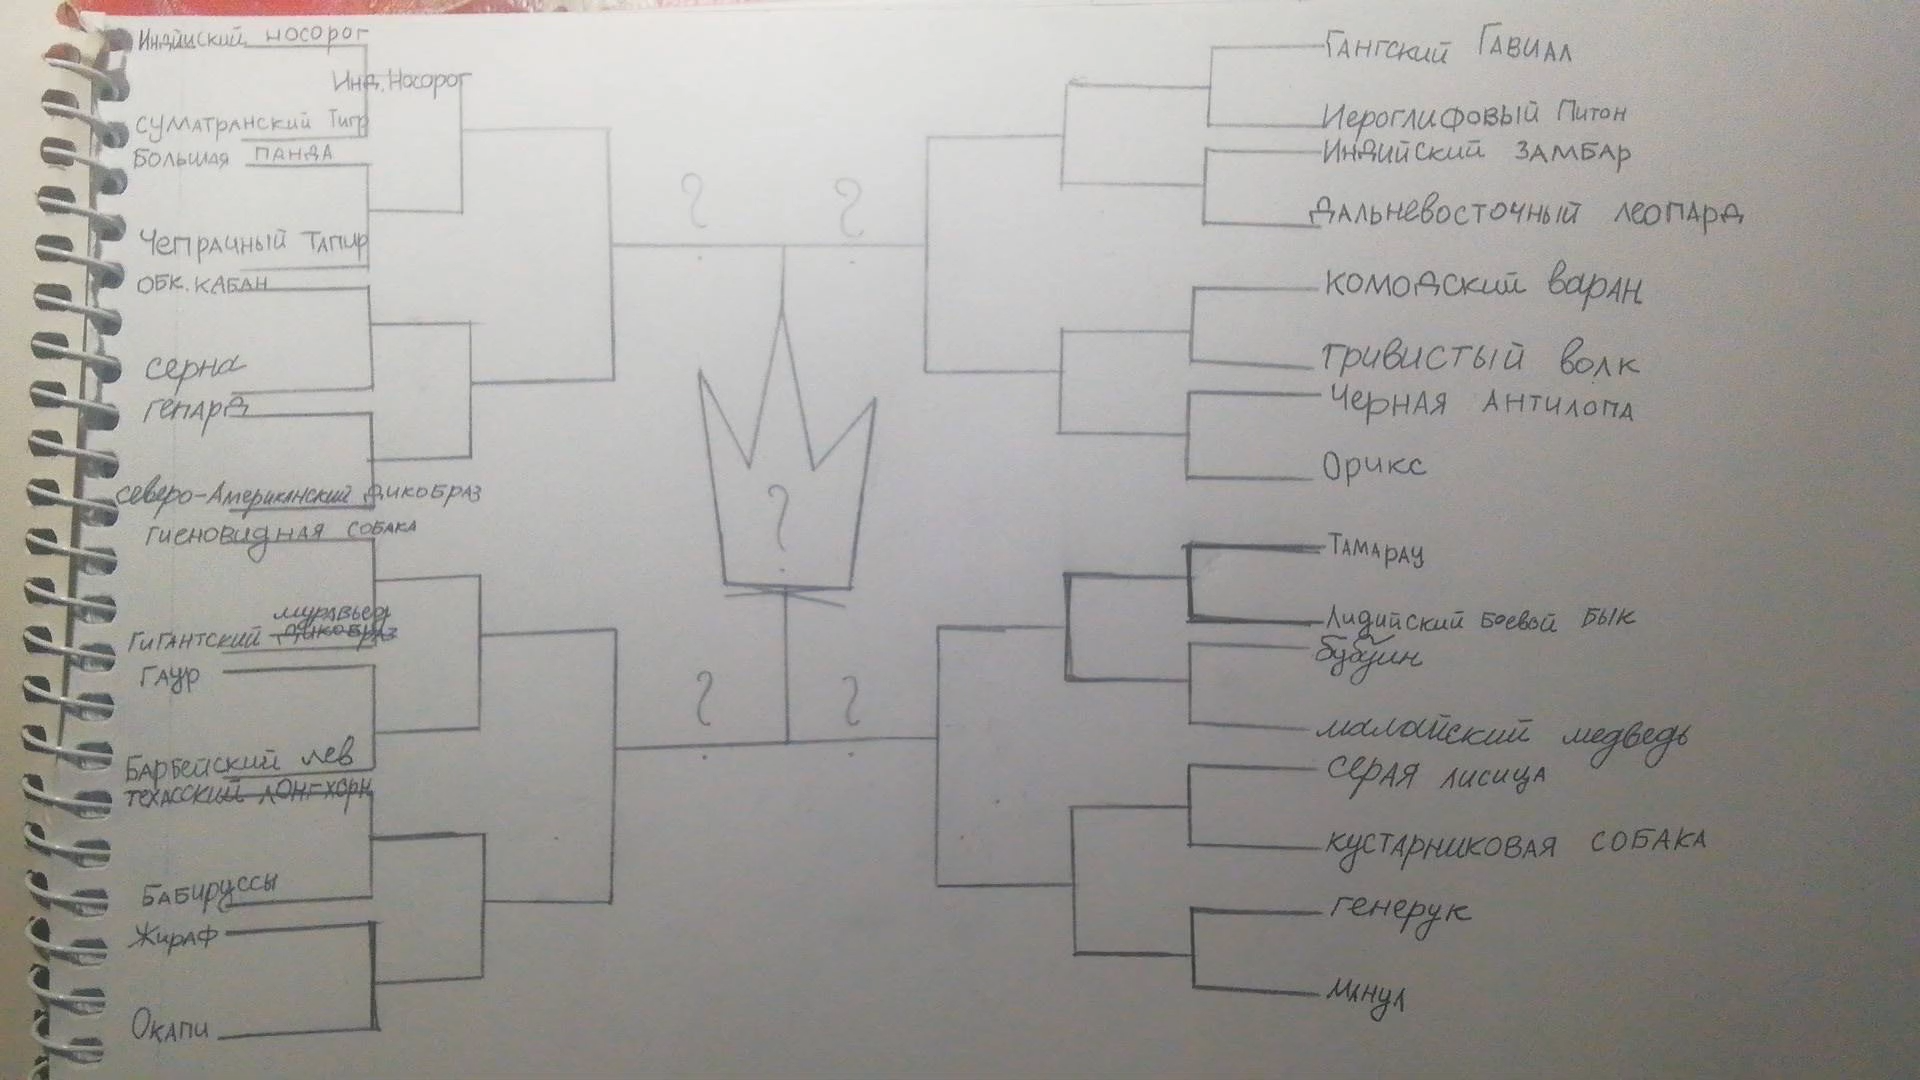 Индийский носорог
Инд. Носорог
Суматранский Тигр
Большая панда
Чепрачный Тапир
Обк. кабан
серна
гепард
северо-Американский дикобраз
гиеновидная собака
муравьед
Гигантский дикобраз
Гаур
Барбейский лев
техасский лонгхорн
Бабируссы
Жираф
Окапи
?
?
?
?
?
Гангский Гавиал
Иероглифовый Питон
Индийский замбар
Дальневосточный леопард
комодский варан
гривистый волк
Черная антилопа
Орикс
Тамарау
Лидийский боевой бык
малайский медведь
серая лисица
кустарниковая собака
генерук
манул